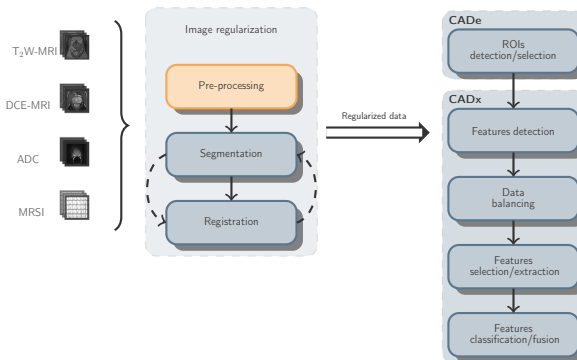 T₂W-MRI
DCE-MRI
ADC
MRSI
Image regularization
Pre-processing
Segmentation
Registration
Regularized data
CADe
ROIs
detection/selection
CADx
Features detection
Data
balancing
Features
selection/extraction
Features
classification/fusion